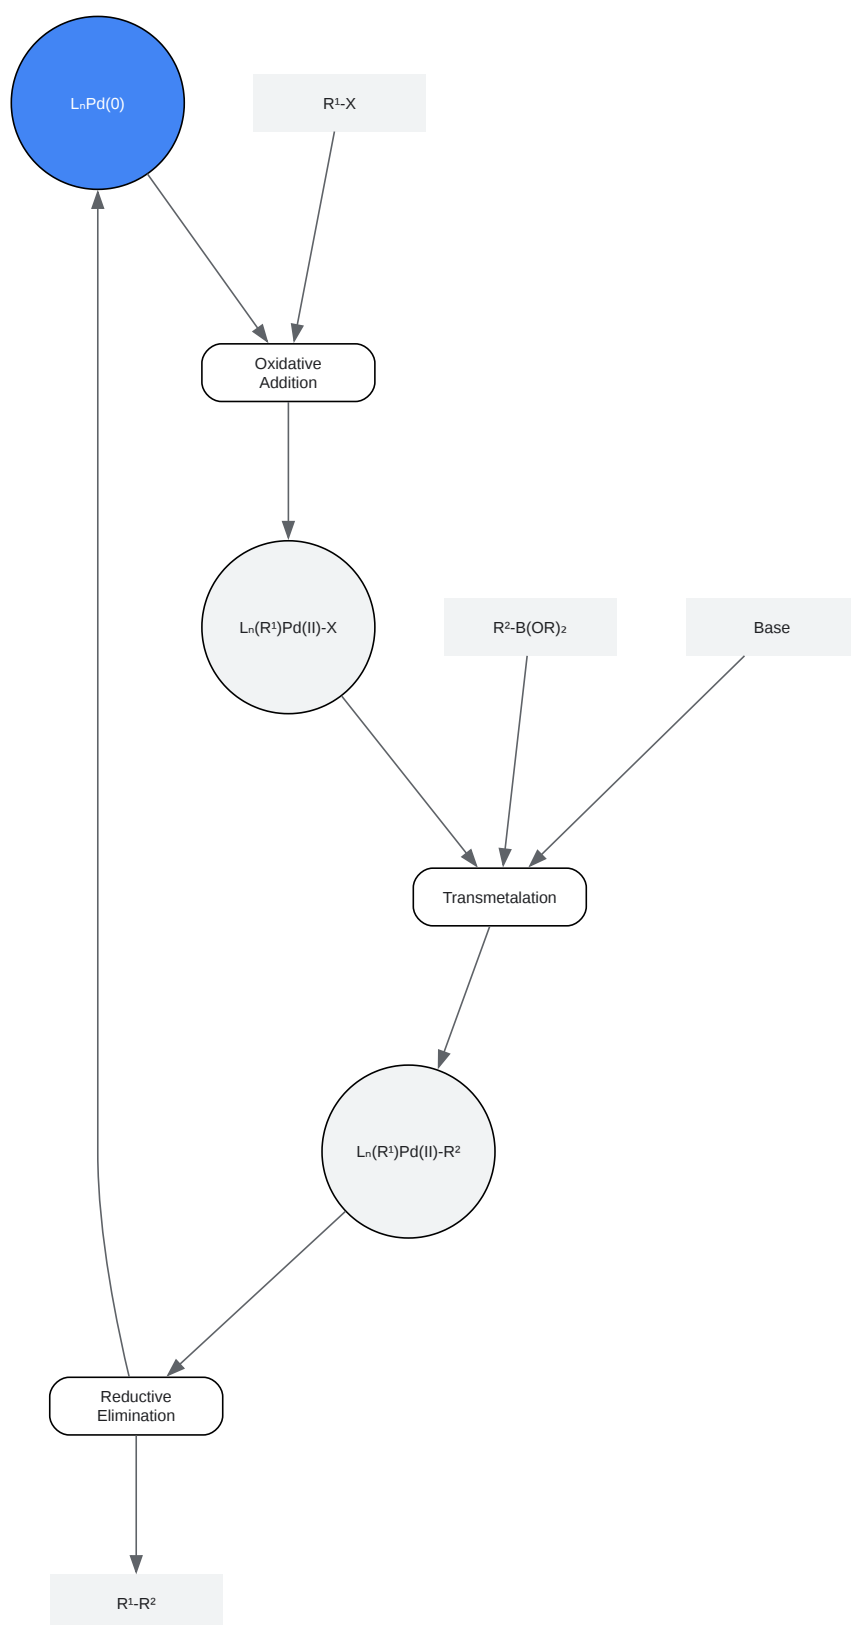 LₙPd(0)
R¹-X
Oxidative
Addition
Lₙ(R¹)Pd(II)-X
R²-B(OR)₂
Base
Transmetalation
Lₙ(R¹)Pd(II)-R²
Reductive
Elimination
R¹-R²